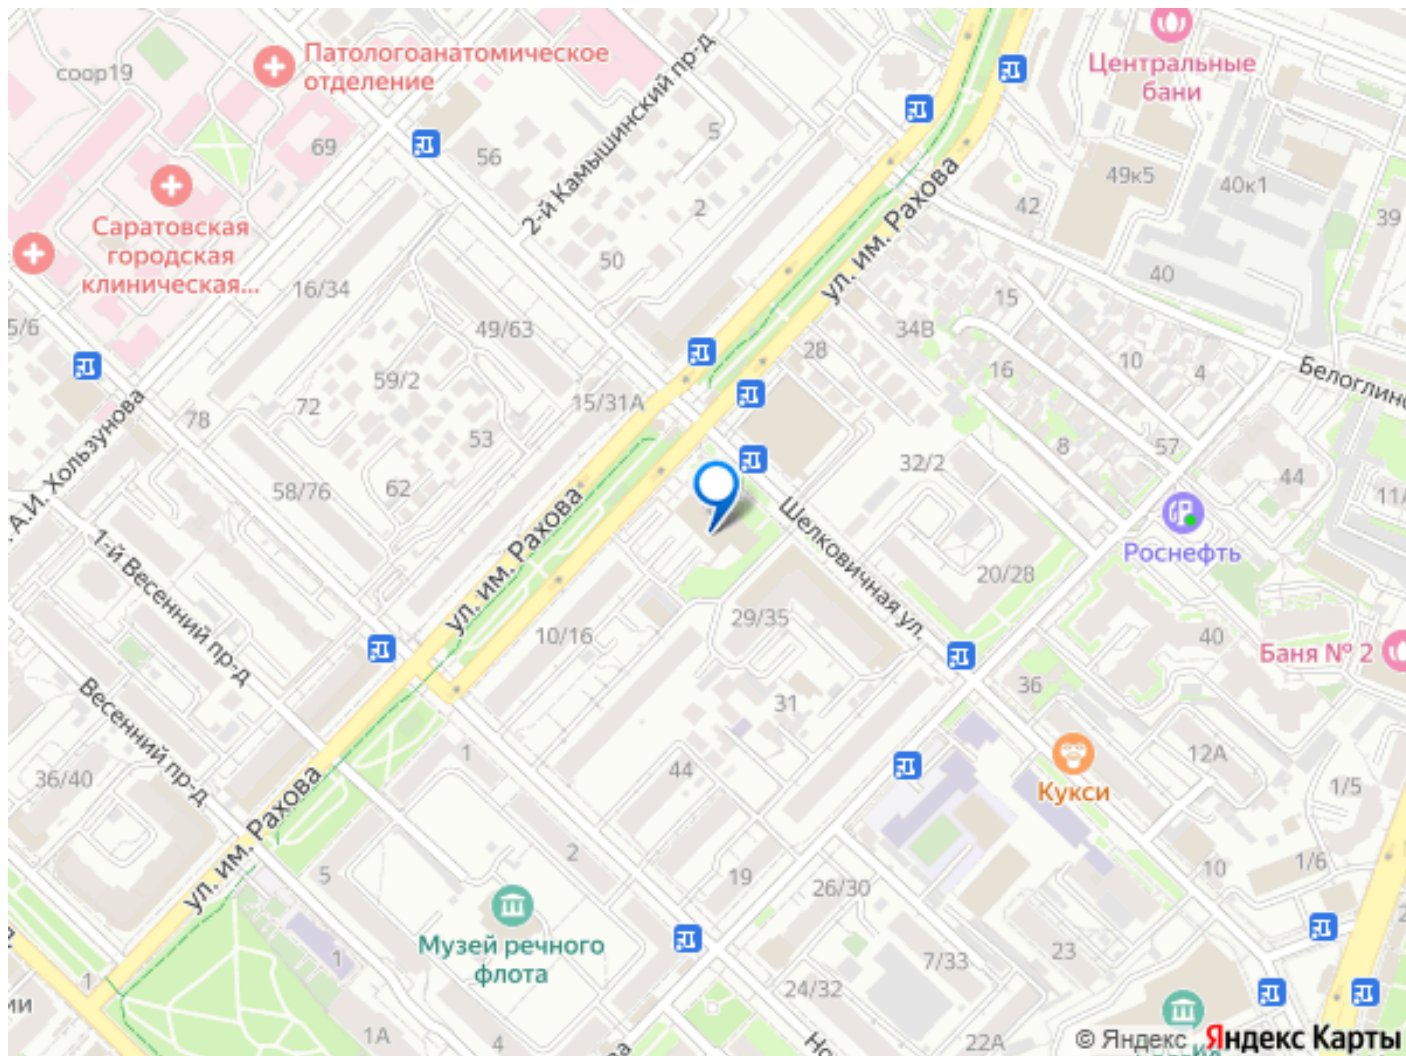 Патологоанатомическое
отделение
соор19
69
56
5
2-й Камышинский пр-д
Центральные
бани
49к5
40к1
39
42
2
ул. им. Рахова
Саратовская
городская
клиническая...
50
40
16/34
15
5/6
49/63
34В
28
10
4
16
Белоглинс
59/2
15/31А
72
78
53
8
57
А.И. Хользунова
32/2
44
58/76
62
11А
Шелковичная ул.
Роснефть
1-й Весенний пр-д
ул. им. Рахова
20/28
29/35
10/16
40
Баня № 2
36
31
Весенний пр-д
1
12А
36/40
44
Кукси
1/5
ул. им. Рахова
2
1/6
10
5
19
26/30
Музей речного
флота
23
1
7/33
1
24/32
ии
1А
4
22А
© Яндекс Яндекс Карты